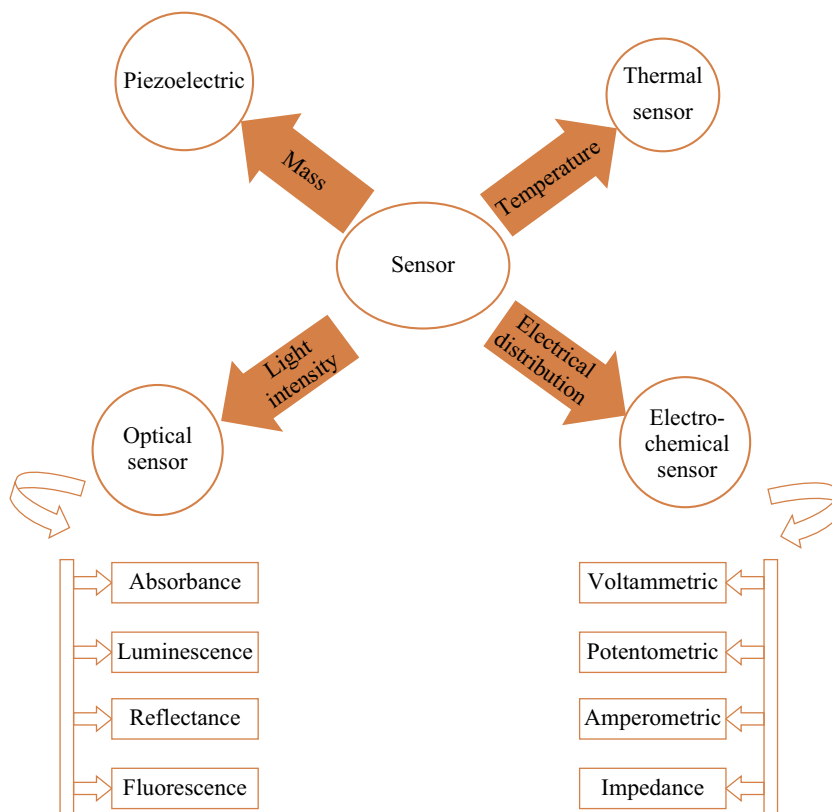 Piezoelectric
Thermal
sensor
Mass
Temperature
Sensor
Light
intensity
Electrical
distribution
Optical
sensor
Electro-
chemical
sensor
Absorbance
Luminescence
Reflectance
Fluorescence
Voltammetric
Potentometric
Amperometric
Impedance